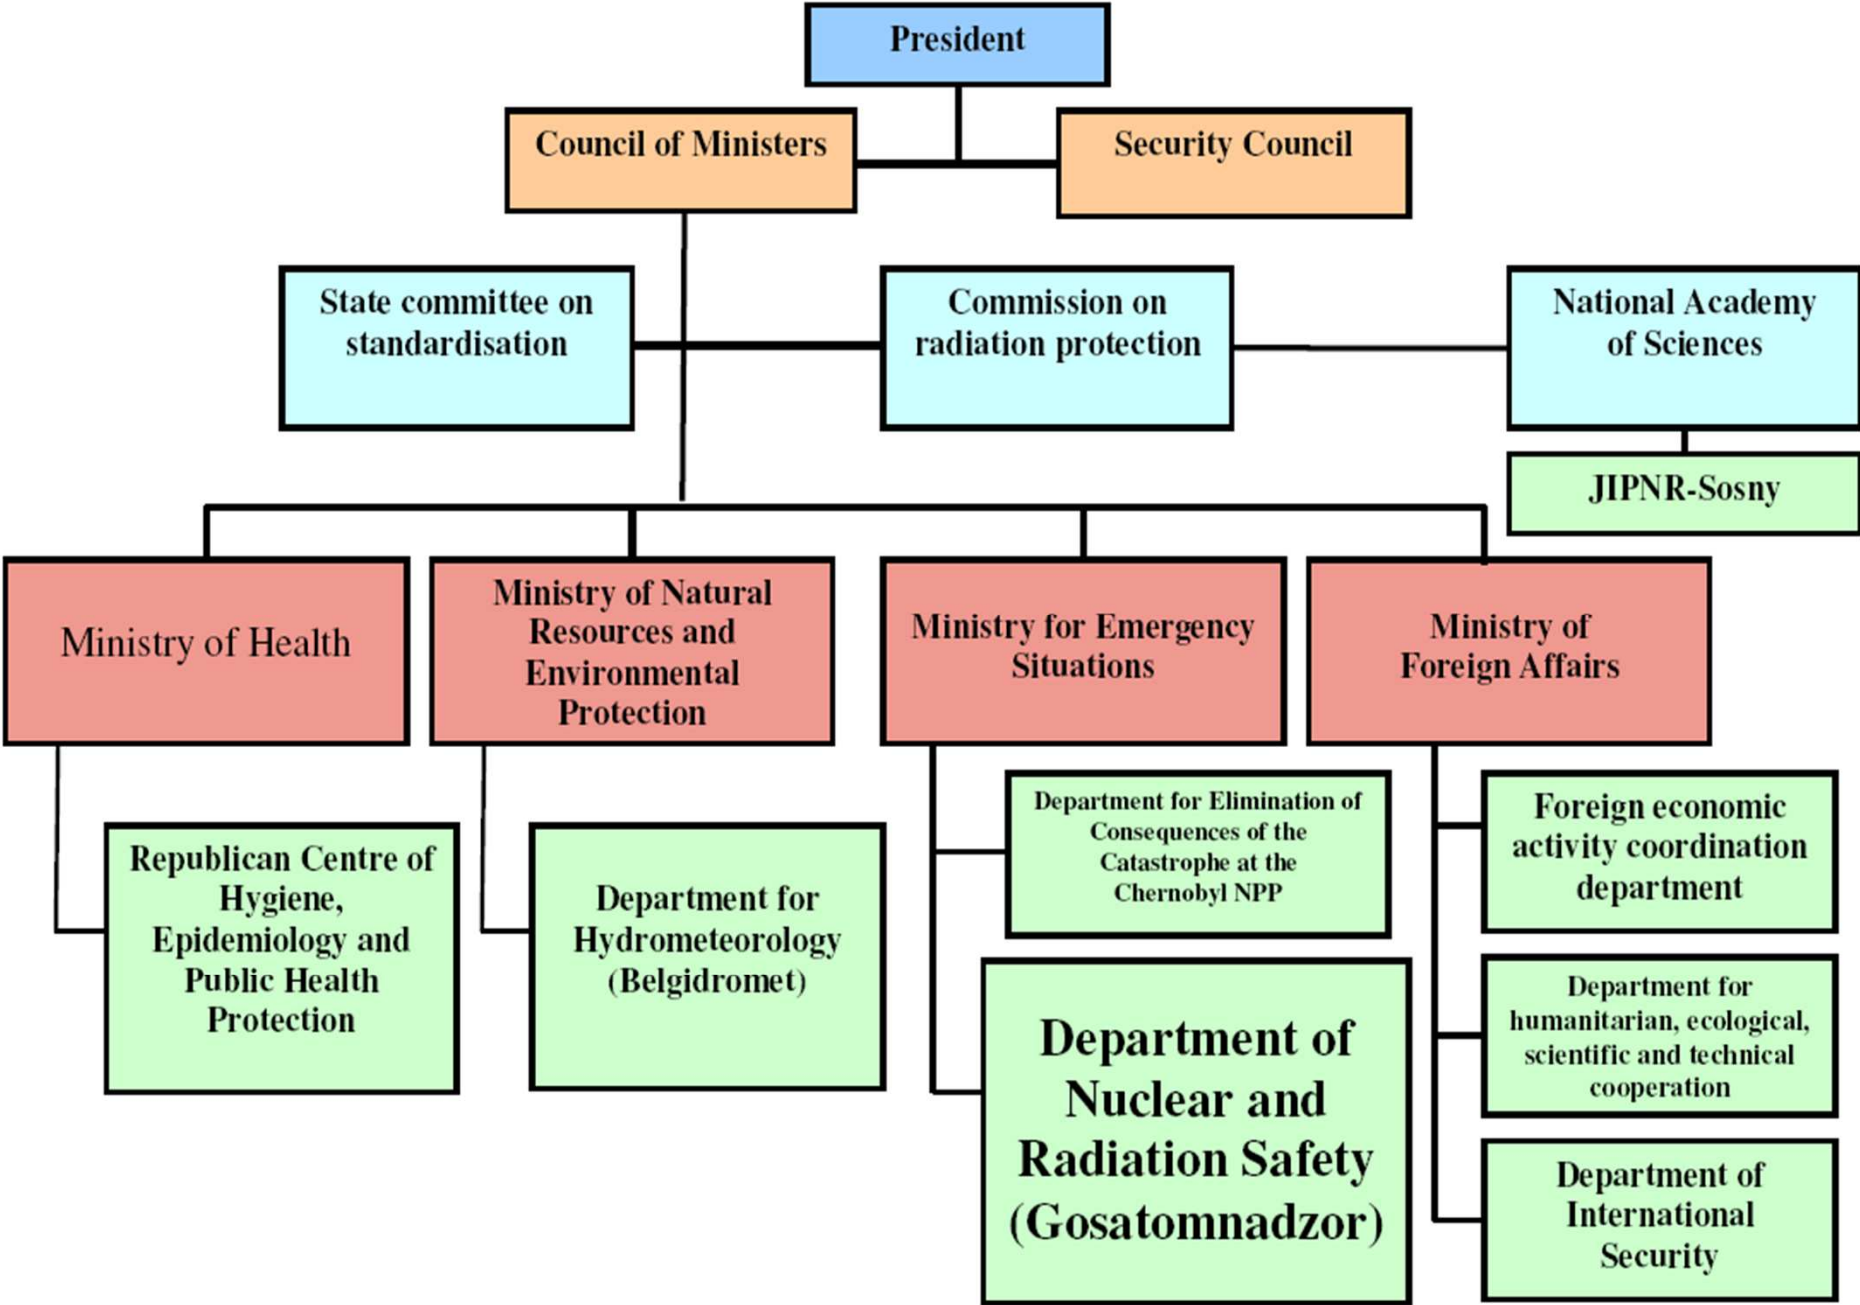 President
Council of Ministers
Security Council
State committee on
standardisation
Commission on
radiation protection
National Academy
of Sciences
JIPNR-Sosny
Ministry of Health
Ministry of Natural
Resources and
Environmental
Protection
Ministry for Emergency
Situations
Ministry of
Foreign Affairs
Republican Centre of
Hygiene,
Epidemiology and
Public Health
Protection
Department for
Hydrometeorology
(Belgidromet)
Department for Elimination of
Consequences of the
Catastrophe at the
Chernobyl NPP
Department of
Nuclear and
Radiation Safety
(Gosatomnadzor)
Foreign economic
activity coordination
department
Department for
humanitarian, ecological,
scientific and technical
cooperation
Department of
International
Security